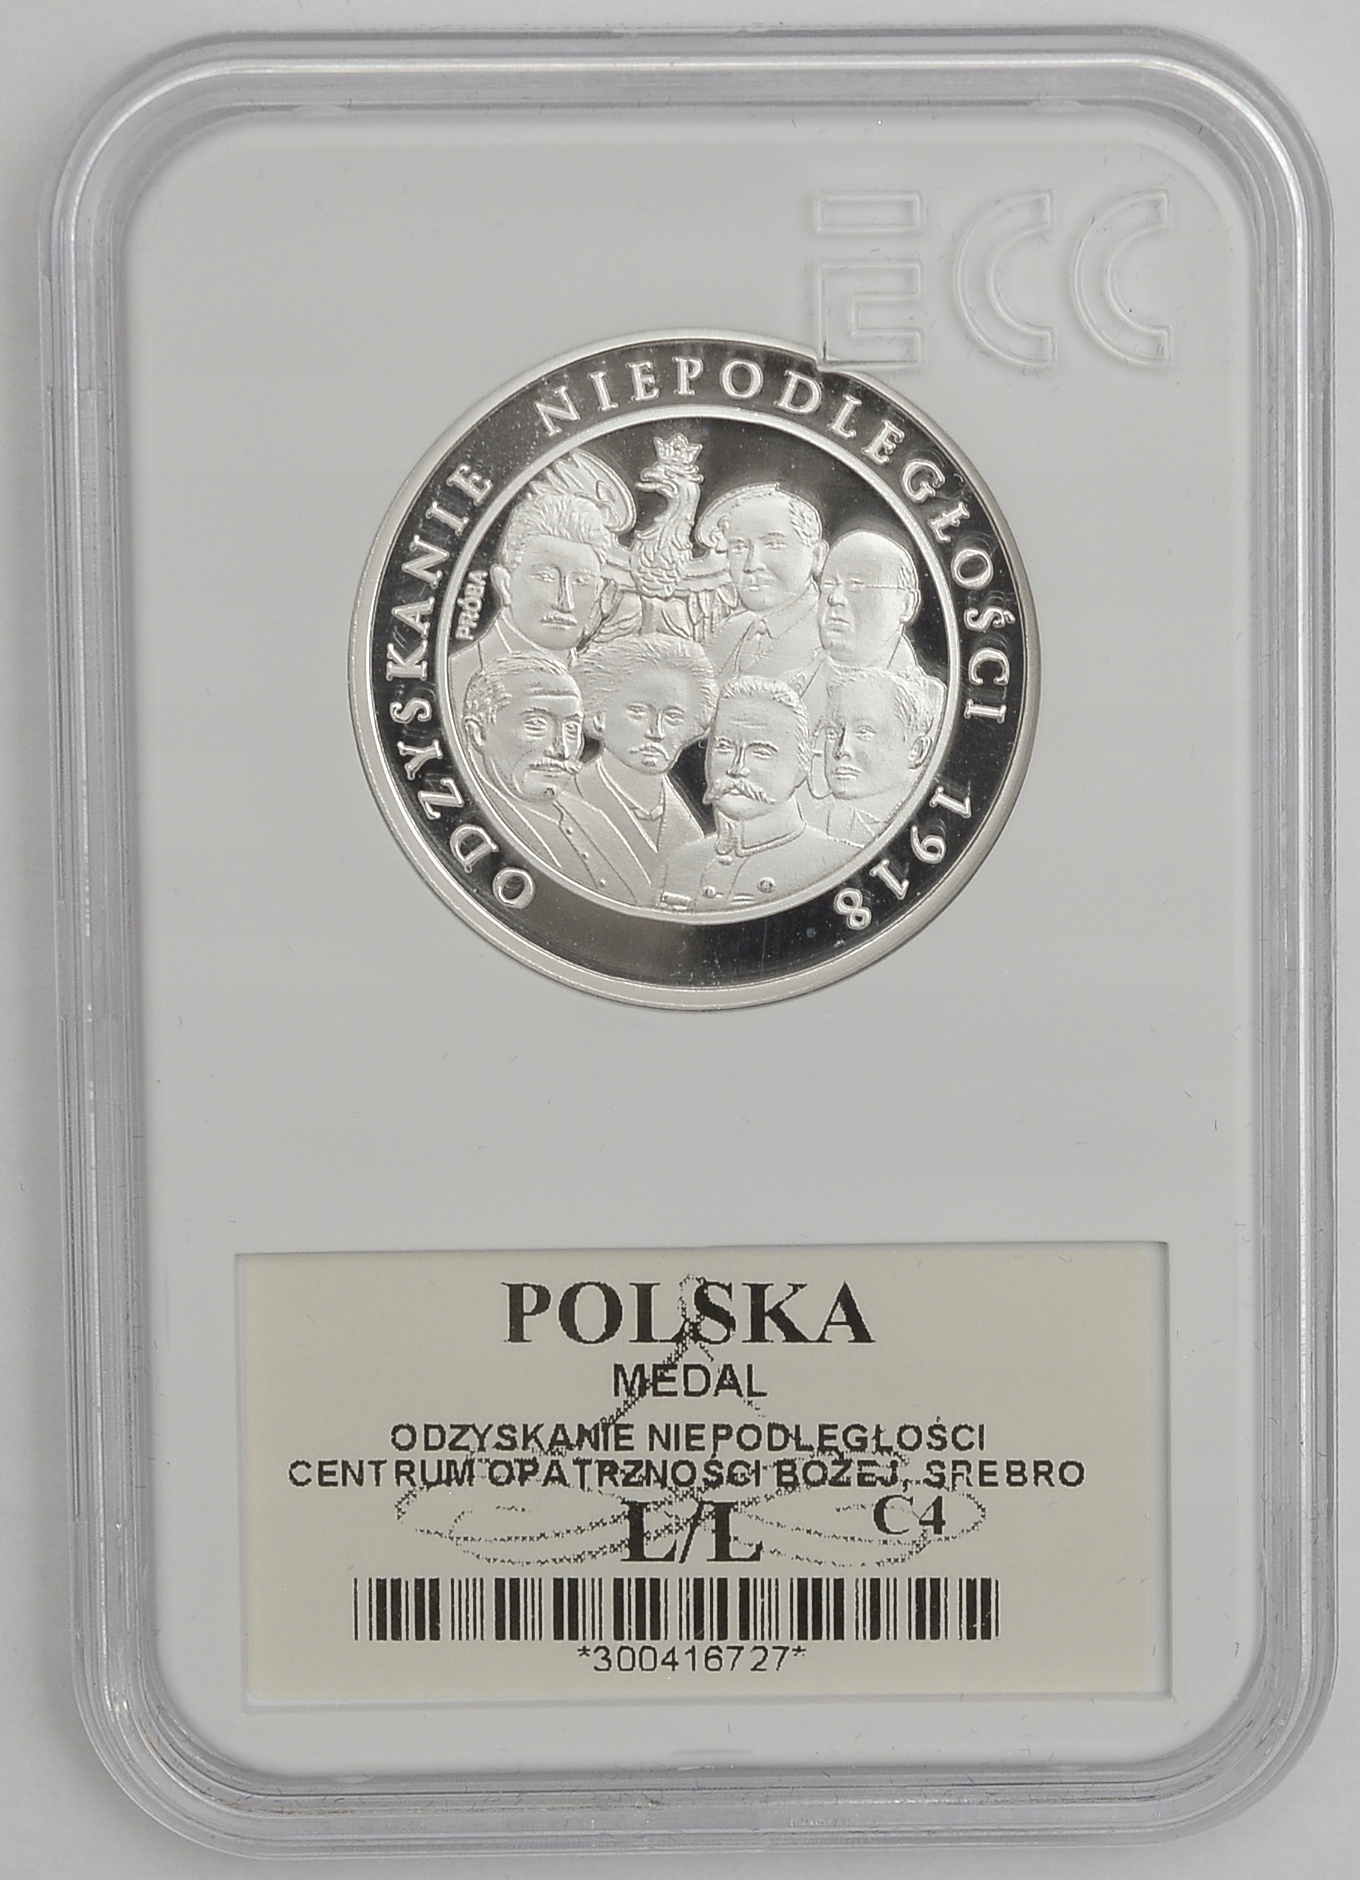 ECC
ODZYSKANIE NIEPODLEGŁOŚCI 1918
PRÓBA
POLSKA
MEDAL
ODZYSKANIE NIEPODLEGŁOŚCI
CENTRUM OPATRZNOŚCI BOŻEJ, SREBRO
L/L C4
*300416727*